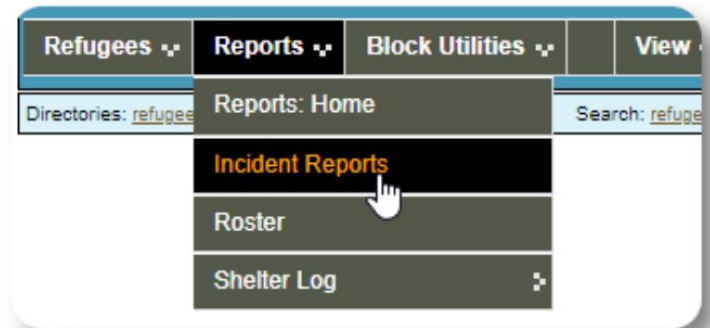 Refugees Reports Block Utilities View
Reports: Home
Directories: refugee Search: refuge
Incident Reports
Roster
Shelter Log